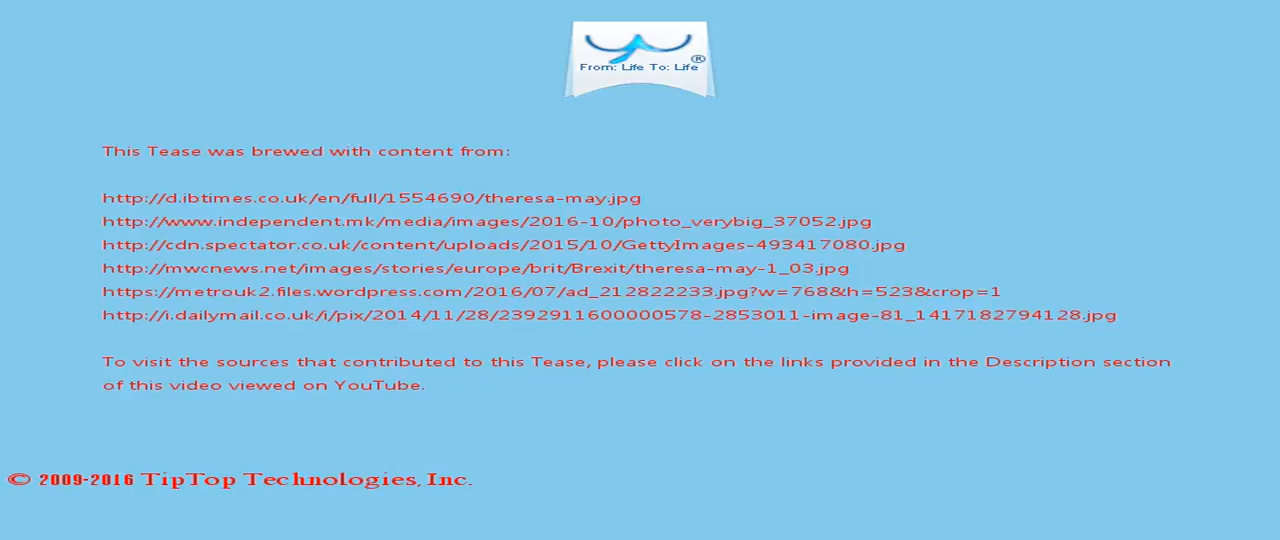 From: Life To: Life®
This Tease was brewed with content from:
http://d.ibtimes.co.uk/en/full/1554690/theresa-may.jpg
http://www.independent.mk/media/images/2016-10/photo_verybig_37052.jpg
http://cdn.spectator.co.uk/content/uploads/2015/10/GettyImages-493417080.jpg
http://mwcnews.net/images/stories/europe/brit/Brexit/theresa-may-1_03.jpg
https://metrouk2.files.wordpress.com/2016/07/ad_212822233.jpg?w=768&h=523&crop=1
http://i.dailymail.co.uk/i/pix/2014/11/28/2392911600000578-2853011-image-81_1417182794128.jpg
To visit the sources that contributed to this Tease, please click on the links provided in the Description section
of this video viewed on YouTube.
© 2009-2016 TipTop Technologies, Inc.